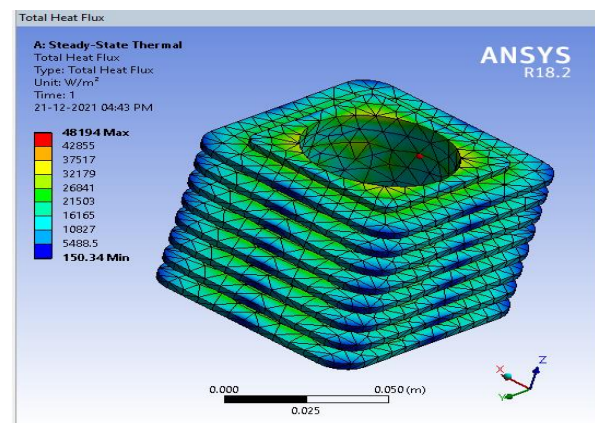 Total Heat Flux
A: Steady-State Thermal
Total Heat Flux
Type: Total Heat Flux
Unit: W/m²
Time: 1
21-12-2021 04:43 PM
48194 Max
42855
37517
32179
26841
21503
16165
10827
5488.5
150.34 Min
ANSYS
R18.2
0.000
0.050 (m)
0.025
X
Y
Z